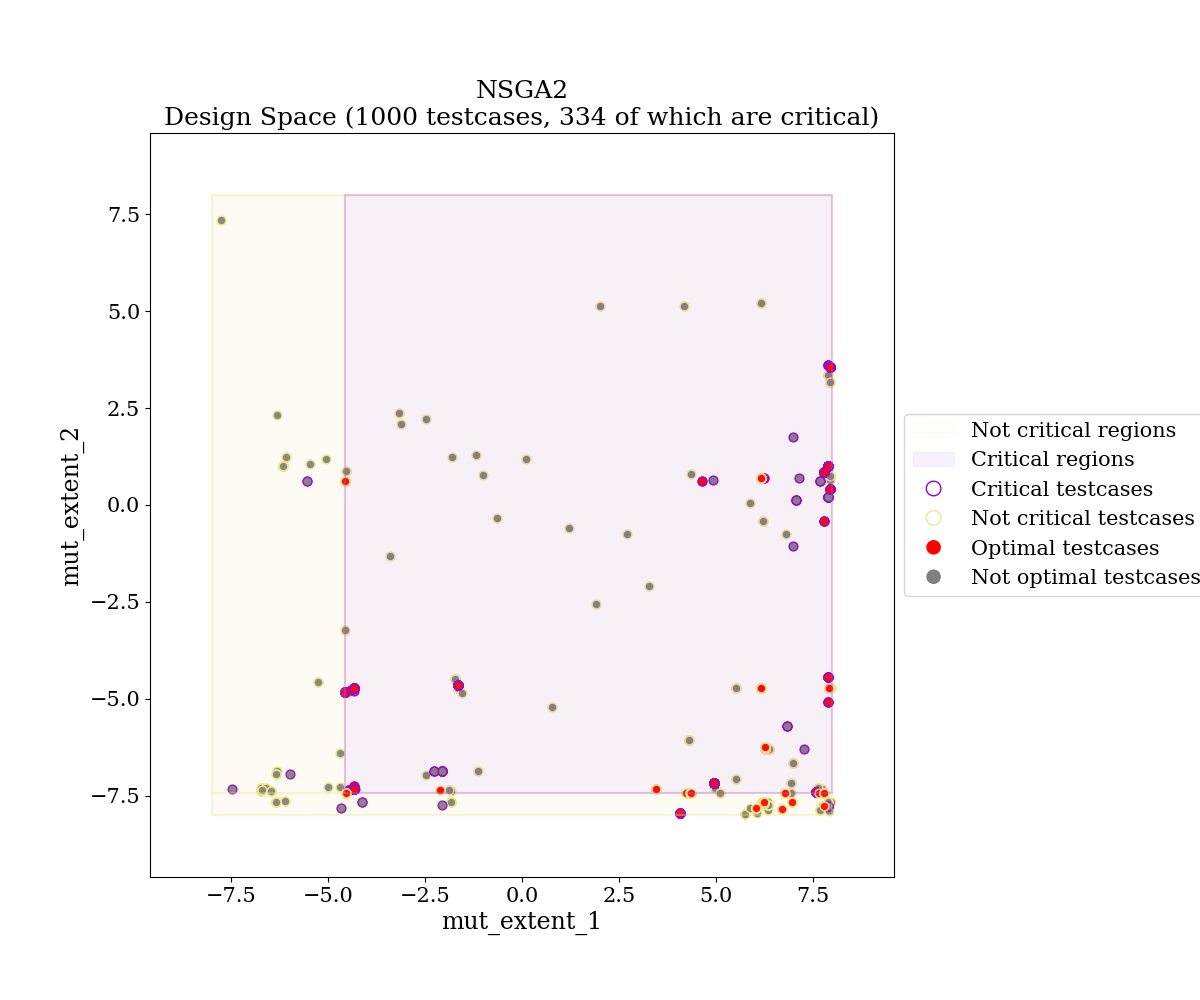 NSGA2
Design Space (1000 testcases, 334 of which are critical)
7.5
5.0
2.5
0.0
−2.5
−5.0
−7.5
mut_extent_2
−7.5
−5.0
−2.5
0.0
2.5
5.0
7.5
mut_extent_1
Not critical regions
Critical regions
Critical testcases
Not critical testcases
Optimal testcases
Not optimal testcases